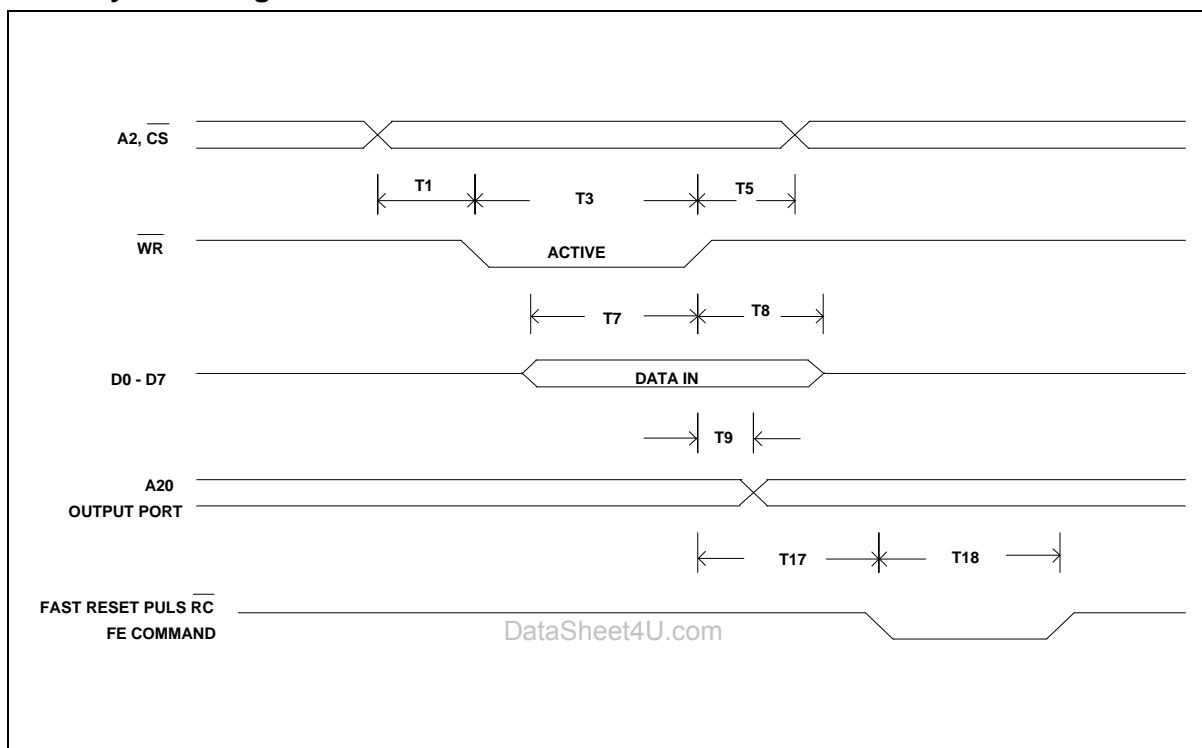 A2, CS
T1
T3
T5
WR
ACTIVE
T7
T8
D0 - D7
DATA IN
T9
A20
OUTPUT PORT
T17
T18
FAST RESET PULS RC
FE COMMAND
DataSheet4U.com